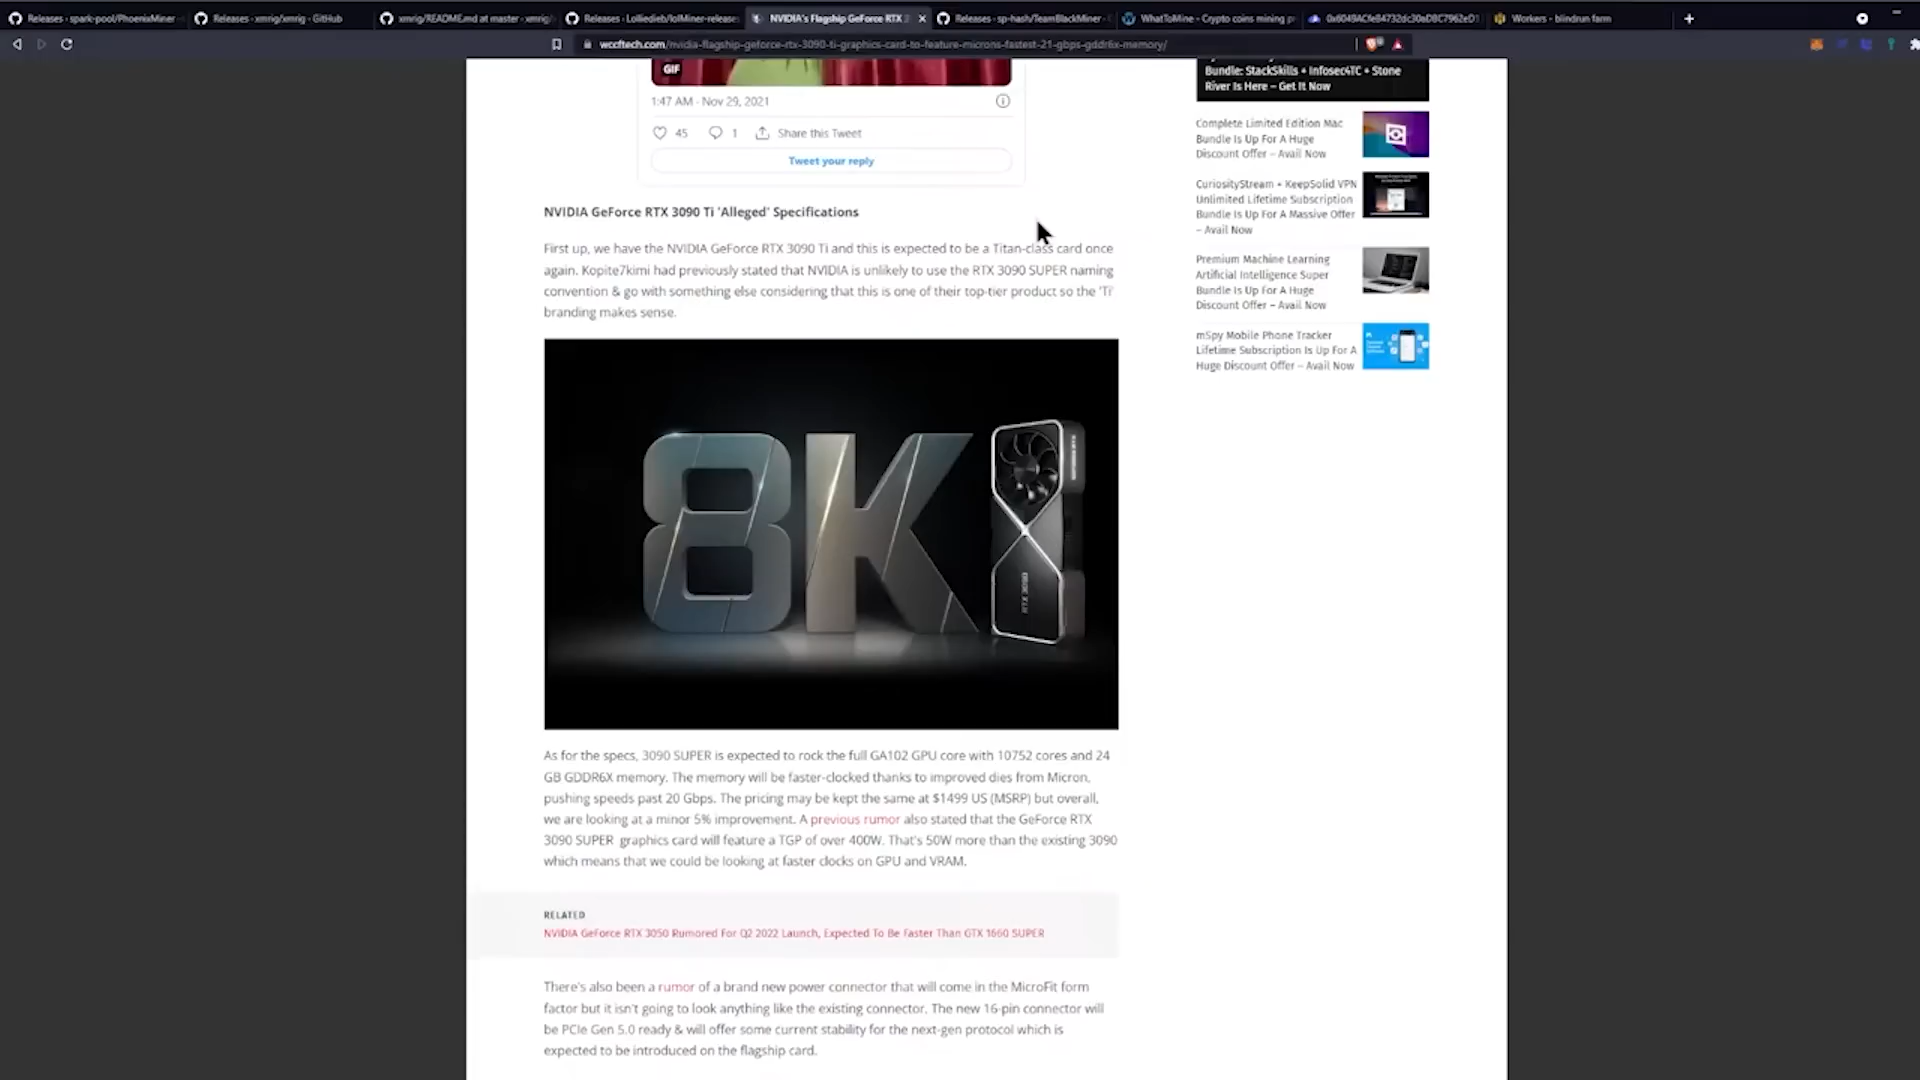 Releases · spark-pool/PhoenixMiner
Releases · xmrig/xmrig · GitHub
xmrig/README.md at master · xmrig/
Releases · Lolliedieb/lolMiner-release
NVIDIA's Flagship GeForce RTX 3
Releases · sp-hash/TeamBlackMiner ·
WhatToMine - Crypto coins mining p
Workers - blindrun farm
wccftech.com/nvidia-flagship-geforce-rtx-3090-ti-graphics-card-to-feature-microns-fastest-21-gbps-gddr6x-memory/
GIF
1:47 AM · Nov 29, 2021
45 1 Share this Tweet
Tweet your reply
NVIDIA GeForce RTX 3090 Ti 'Alleged' Specifications
First up, we have the NVIDIA GeForce RTX 3090 Ti and this is expected to be a Titan-class card once
again. Kopite7kimi had previously stated that NVIDIA is unlikely to use the RTX 3090 SUPER naming
convention & go with something else considering that this is one of their top-tier product so the 'Ti'
branding makes sense.
8K
RTX 3090
As for the specs, 3090 SUPER is expected to rock the full GA102 GPU core with 10752 cores and 24
GB GDDR6X memory. The memory will be faster-clocked thanks to improved dies from Micron,
pushing speeds past 20 Gbps. The pricing may be kept the same at $1499 US (MSRP) but overall,
we are looking at a minor 5% improvement. A previous rumor also stated that the GeForce RTX
3090 SUPER graphics card will feature a TGP of over 400W. That's 50W more than the existing 3090
which means that we could be looking at faster clocks on GPU and VRAM.
RELATED
NVIDIA GeForce RTX 3050 Rumored For Q2 2022 Launch, Expected To Be Faster Than GTX 1660 SUPER
There's also been a rumor of a brand new power connector that will come in the MicroFit form
factor but it isn't going to look anything like the existing connector. The new 16-pin connector will
be PCIe Gen 5.0 ready & will offer some current stability for the next-gen protocol which is
expected to be introduced on the flagship card.
Bundle: StackSkills + Infosec4TC + Stone
River Is Here – Get It Now
Complete Limited Edition Mac
Bundle Is Up For A Huge
Discount Offer – Avail Now
CuriosityStream + KeepSolid VPN
Unlimited Lifetime Subscription
Bundle Is Up For A Massive Offer
– Avail Now
Premium Machine Learning
Artificial Intelligence Super
Bundle Is Up For A Huge
Discount Offer – Avail Now
mSpy Mobile Phone Tracker
Lifetime Subscription Is Up For A
Huge Discount Offer – Avail Now